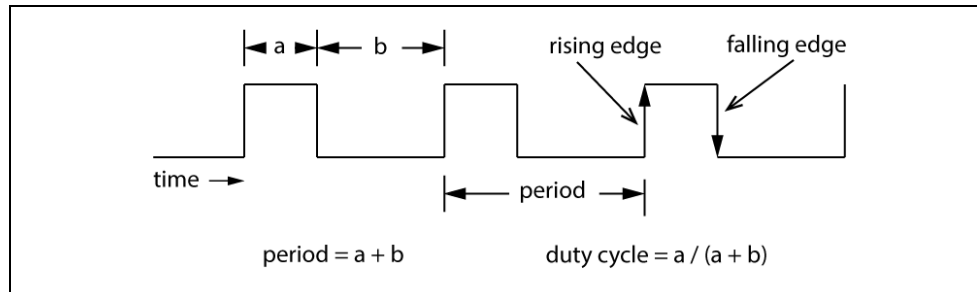 a
b
rising edge
falling edge
time
period
period = a + b
duty cycle = a / (a + b)